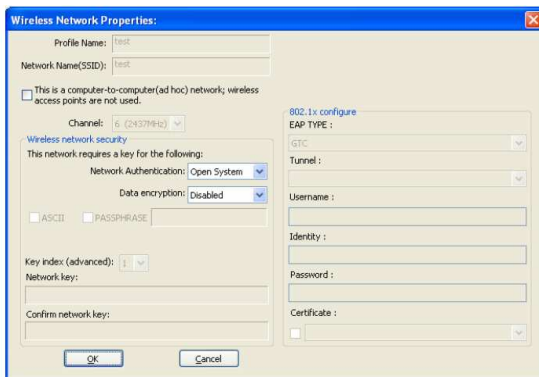 Wireless Network Properties:
Profile Name: test
Network Name(SSID): test
This is a computer-to-computer(ad hoc) network; wireless
access points are not used.
Channel: 6 (2437MHz)
Wireless network security
This network requires a key for the following:
Network Authentication: Open System
Data encryption: Disabled
ASCII PASSPHRASE
Key index (advanced): 1
Network key:
Confirm network key:
OK Cancel
802.1x configure
EAP TYPE :
GTC
Tunnel :
Username :
Identity :
Password :
Certificate :